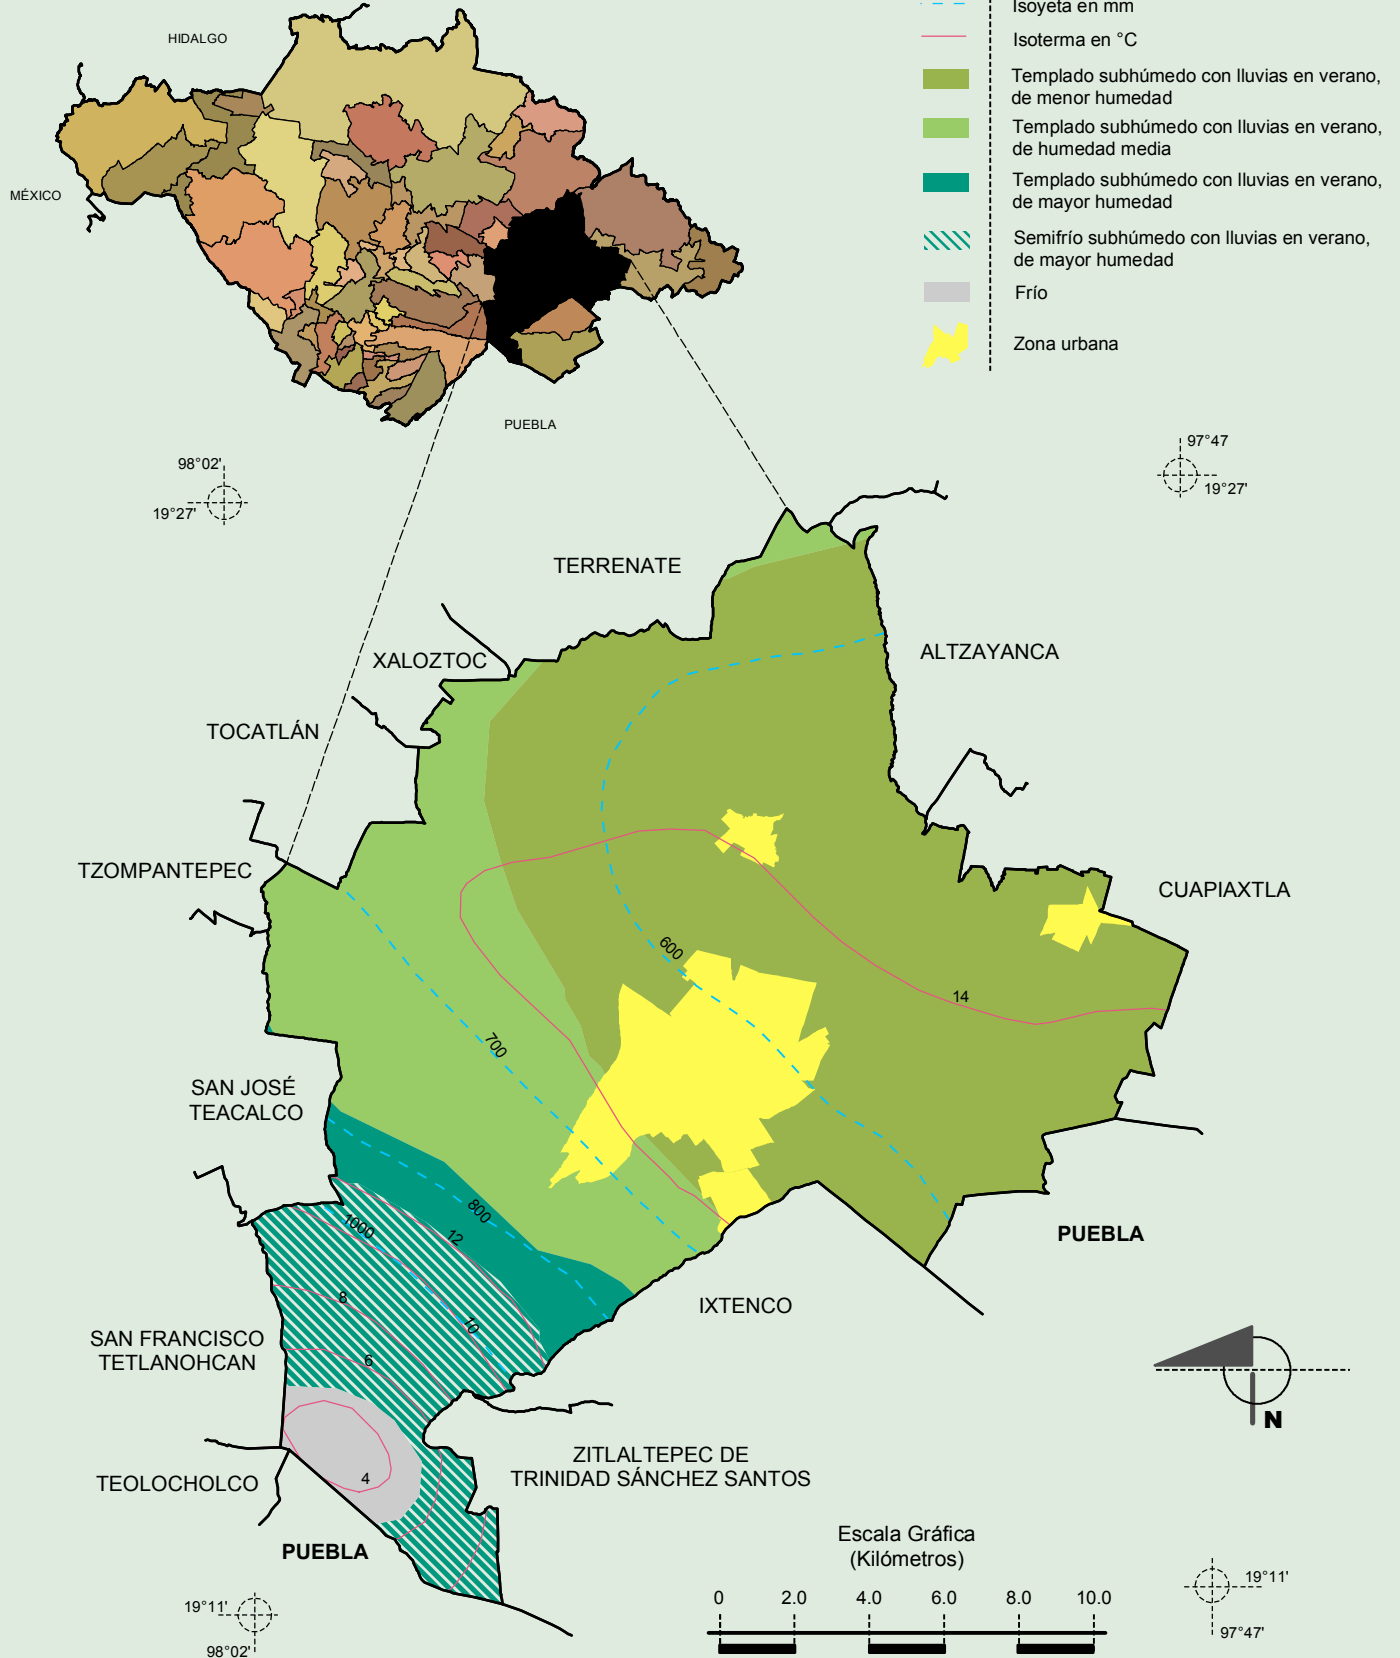 Isoyeta en mm
HIDALGO
Isoterma en °C
Templado subhúmedo con lluvias en verano,
de menor humedad
Templado subhúmedo con lluvias en verano,
de humedad media
MÉXICO
Templado subhúmedo con lluvias en verano,
de mayor humedad
Semifrío subhúmedo con lluvias en verano,
de mayor humedad
Frío
Zona urbana
PUEBLA
98°02'
19°27'
97°47
19°27'
TERRENATE
ALTZAYANCA
XALOZTOC
TOCATLÁN
TZOMPANTEPEC
CUAPIAXTLA
600
14
700
SAN JOSÉ
TEACALCO
800
1000
12
PUEBLA
8
10
IXTENCO
SAN FRANCISCO
TETLANOHCAN
6
N
ZITLALTEPEC DE
TRINIDAD SÁNCHEZ SANTOS
4
TEOLOCHOLCO
PUEBLA
Escala Gráfica
(Kilómetros)
0 2.0 4.0 6.0 8.0 10.0
19°11'
98°02'
19°11'
97°47'